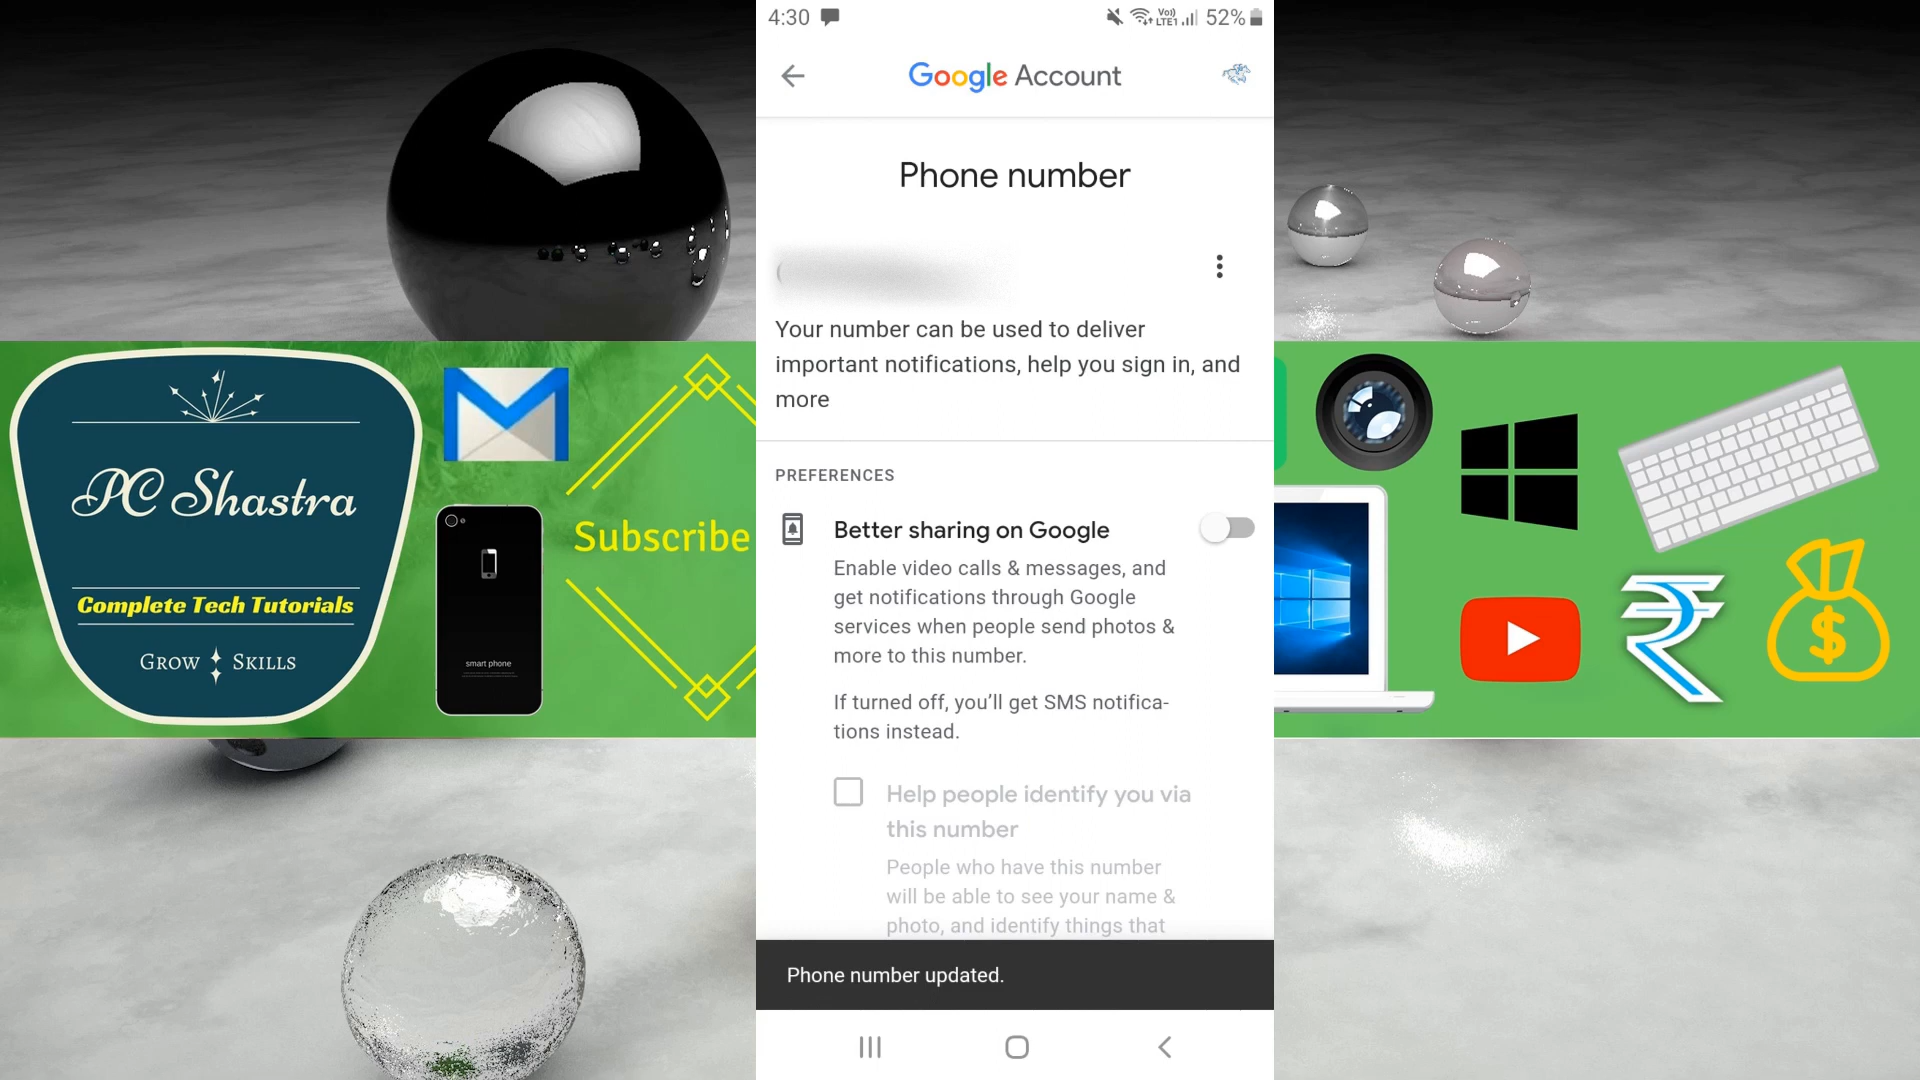 4:30
Vo))
LTE1
52%
Google Account
Phone number
Your number can be used to deliver
important notifications, help you sign in, and
more
PREFERENCES
Better sharing on Google
Enable video calls & messages, and
get notifications through Google
services when people send photos &
more to this number.
If turned off, you’ll get SMS notifica-
tions instead.
Help people identify you via
this number
People who have this number
will be able to see your name &
photo, and identify things that
Phone number updated.
PC Shastra
Complete Tech Tutorials
Grow Skills
smart phone
Subscribe
₹
$